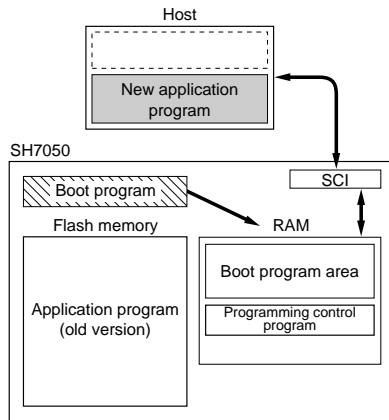 Host
New application
program
SH7050
SCI
Boot program
Flash memory
RAM
Application program
(old version)
Boot program area
Programming control
program